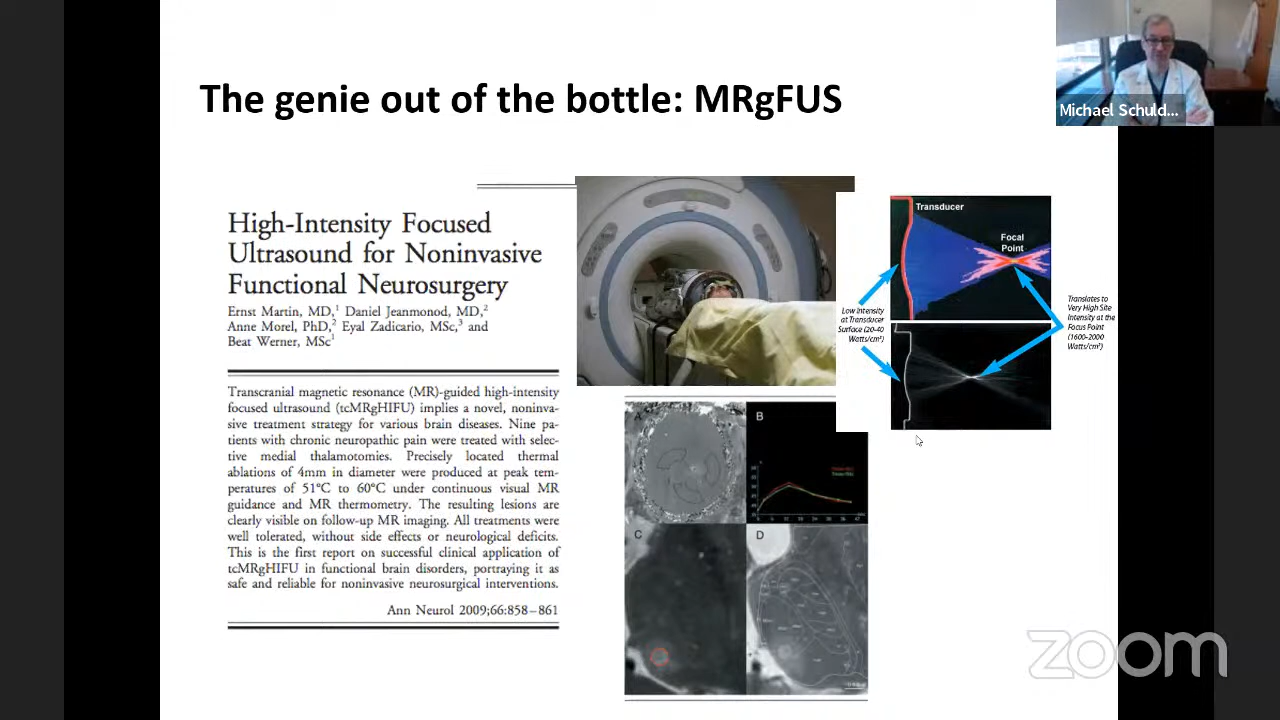 The genie out of the bottle: MRgFUS
Michael Schuld...
High-Intensity Focused
Ultrasound for Noninvasive
Functional Neurosurgery
Ernst Martin, MD,¹ Daniel Jeanmonod, MD,²
Anne Morel, PhD,² Eyal Zadicario, MSc,³ and
Beat Werner, MSc¹
Transcranial magnetic resonance (MR)-guided high-intensity
focused ultrasound (tcMRgHIFU) implies a novel, noninva-
sive treatment strategy for various brain diseases. Nine pa-
tients with chronic neuropathic pain were treated with selec-
tive medial thalamotomies. Precisely located thermal
ablations of 4mm in diameter were produced at peak tem-
peratures of 51°C to 60°C under continuous visual MR
guidance and MR thermometry. The resulting lesions are
clearly visible on follow-up MR imaging. All treatments were
well tolerated, without side effects or neurological deficits.
This is the first report on successful clinical application of
tcMRgHIFU in functional brain disorders, portraying it as
safe and reliable for noninvasive neurosurgical interventions.
Ann Neurol 2009;66:858–861
Transducer
Focal
Point
Low Intensity
at Transducer
Surface (20-40
Watts/cm²)
Translates to
Very High Site
Intensity at the
Focus Point
(1600-2000
Watts/cm²)
A
B
C
D
zoom